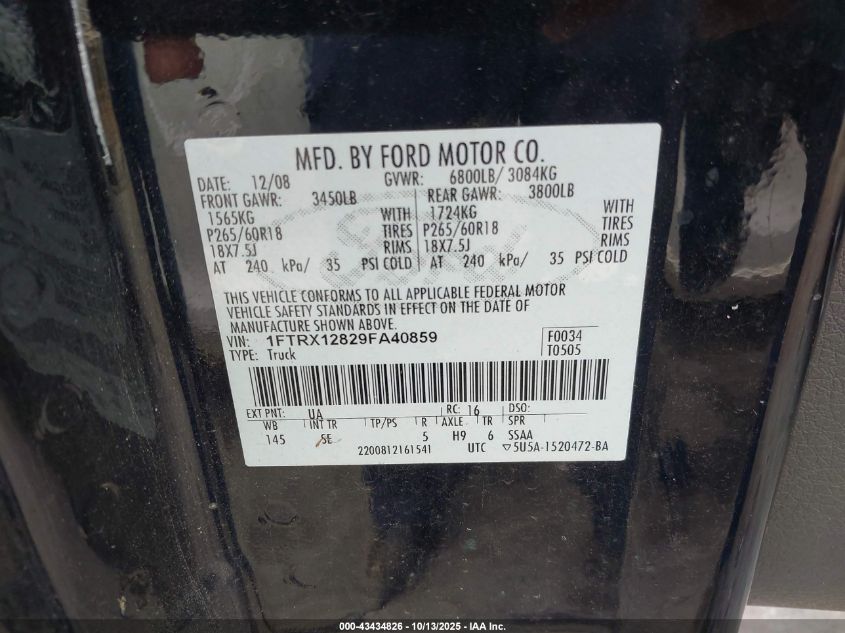 MFD. BY FORD MOTOR CO.
DATE: 12/08 GVWR: 6800LB/ 3084KG
FRONT GAWR: 3450LB REAR GAWR: 3800LB
1565KG WITH 1724KG WITH
P265/60R18 TIRES P265/60R18 TIRES
18X7.5J RIMS 18X7.5J RIMS
AT 240 kPa/ 35 PSI COLD AT 240 kPa/ 35 PSI COLD
THIS VEHICLE CONFORMS TO ALL APPLICABLE FEDERAL MOTOR
VEHICLE SAFETY STANDARDS IN EFFECT ON THE DATE OF
MANUFACTURE SHOWN ABOVE.
VIN: 1FTRX12829FA40859 F0034
TYPE: Truck T0505
EXT PNT: UA RC: 16 DSO:
WB INT TR TP/PS R AXLE TR SPR
145 SE 5 H9 6 SSAA
2200812161541 UTC ▽5U5A-1520472-BA
000-43434826 - 10/13/2025 - IAA Inc.